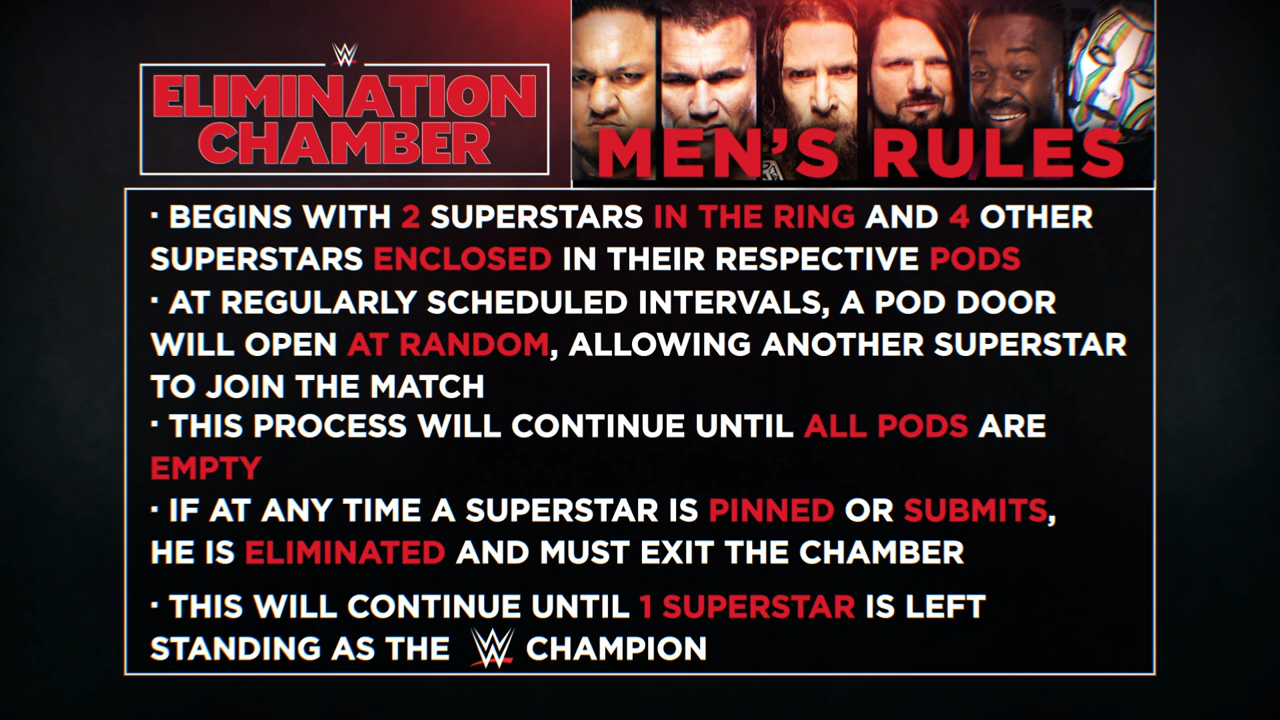 W
ELIMINATION
CHAMBER
MEN'S RULES
· BEGINS WITH 2 SUPERSTARS IN THE RING AND 4 OTHER
SUPERSTARS ENCLOSED IN THEIR RESPECTIVE PODS
· AT REGULARLY SCHEDULED INTERVALS, A POD DOOR
WILL OPEN AT RANDOM, ALLOWING ANOTHER SUPERSTAR
TO JOIN THE MATCH
· THIS PROCESS WILL CONTINUE UNTIL ALL PODS ARE
EMPTY
· IF AT ANY TIME A SUPERSTAR IS PINNED OR SUBMITS,
HE IS ELIMINATED AND MUST EXIT THE CHAMBER
· THIS WILL CONTINUE UNTIL 1 SUPERSTAR IS LEFT
STANDING AS THE W CHAMPION